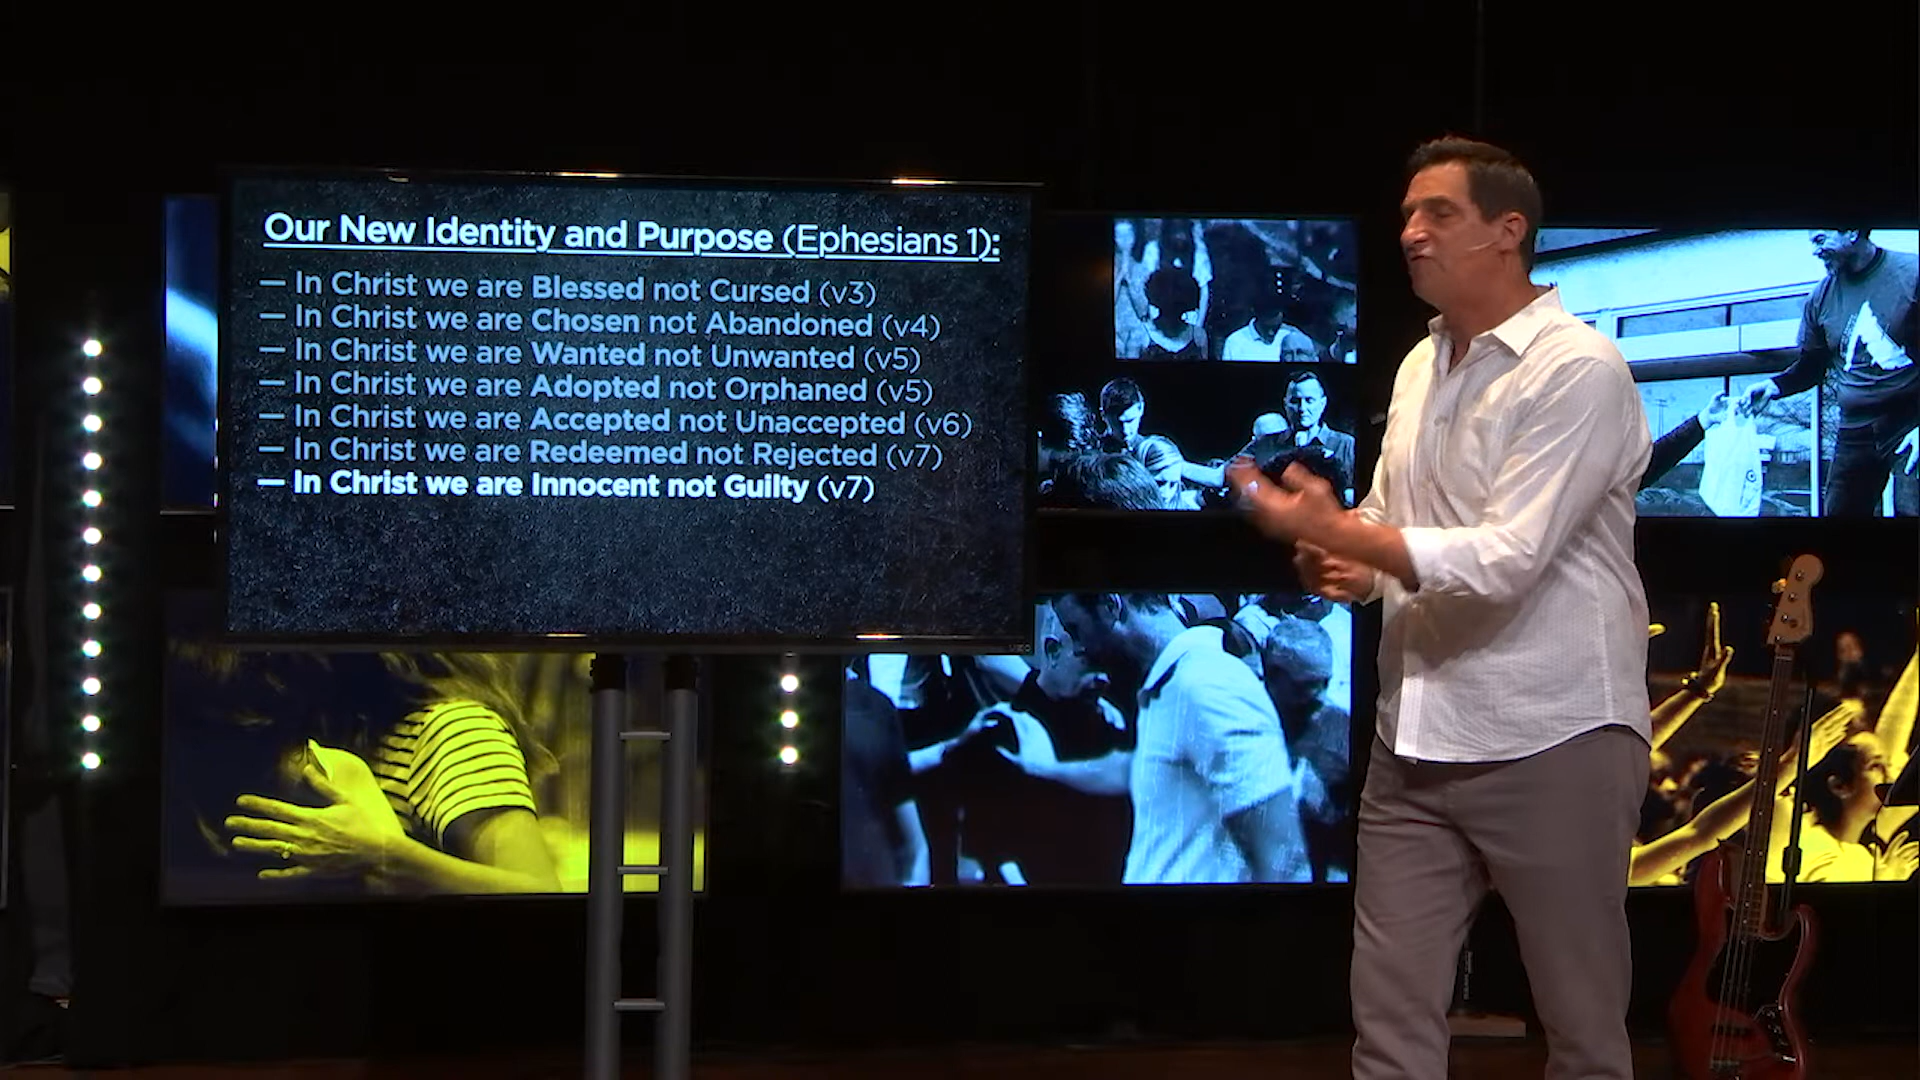 Our New Identity and Purpose (Ephesians 1):
— In Christ we are Blessed not Cursed (v3)
— In Christ we are Chosen not Abandoned (v4)
— In Christ we are Wanted not Unwanted (v5)
— In Christ we are Adopted not Orphaned (v5)
— In Christ we are Accepted not Unaccepted (v6)
— In Christ we are Redeemed not Rejected (v7)
— In Christ we are Innocent not Guilty (v7)
VIZIO